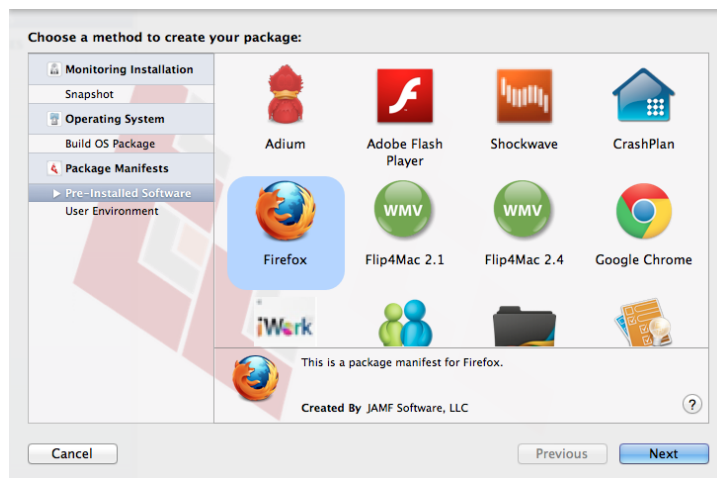 Choose a method to create your package:
Monitoring Installation
Snapshot
Operating System
Build OS Package
Package Manifests
Pre-Installed Software
User Environment
Adium
Adobe Flash
Player
Shockwave
CrashPlan
Firefox
WMV
Flip4Mac 2.1
WMV
Flip4Mac 2.4
Google Chrome
iWork
This is a package manifest for Firefox.
Created By JAMF Software, LLC
?
Cancel
Previous
Next